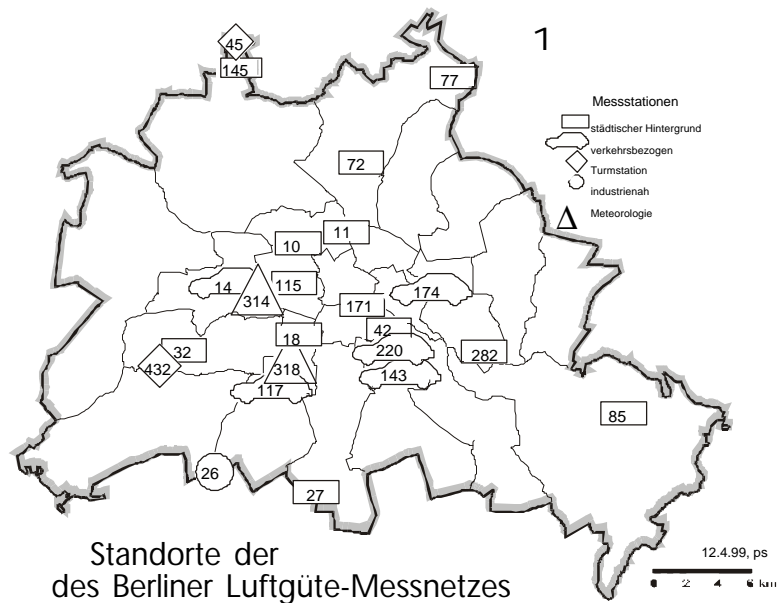 45
1
145
77
Messstationen
städtischer Hintergrund
verkehrsbezogen
Turmstation
industrienah
Meteorologie
72
11
10
14
115
314
174
171
42
18
220
32
282
432
318
143
117
85
26
27
Standorte der
des Berliner Luftgüte-Messnetzes
12.4.99, ps
0 2 4 6 km